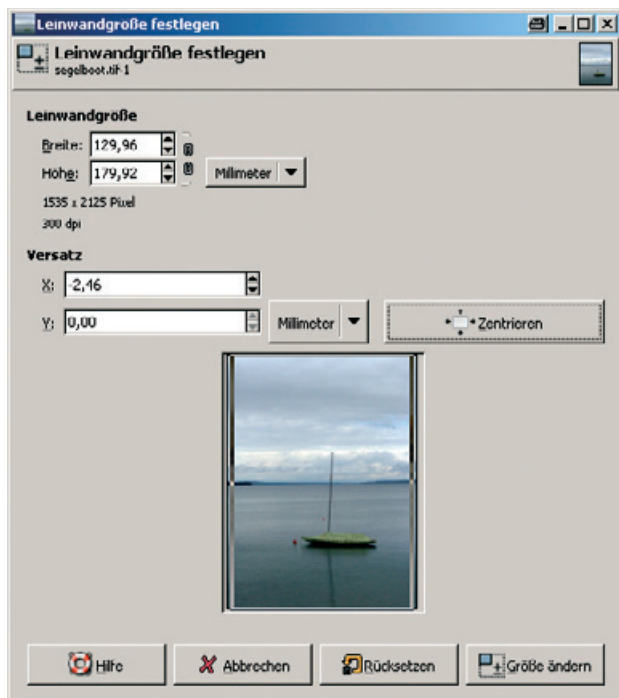 Leinwandgröße festlegen
Leinwandgröße festlegen
segelboot.tif-1
Leinwandgröße
Breite: 129,96
Höhe: 179,92 Millimeter
1535 x 2125 Pixel
300 dpi
Versatz
X: -2,46
Y: 0,00 Millimeter Zentrieren
Hilfe Abbrechen Rücksetzen Größe ändern